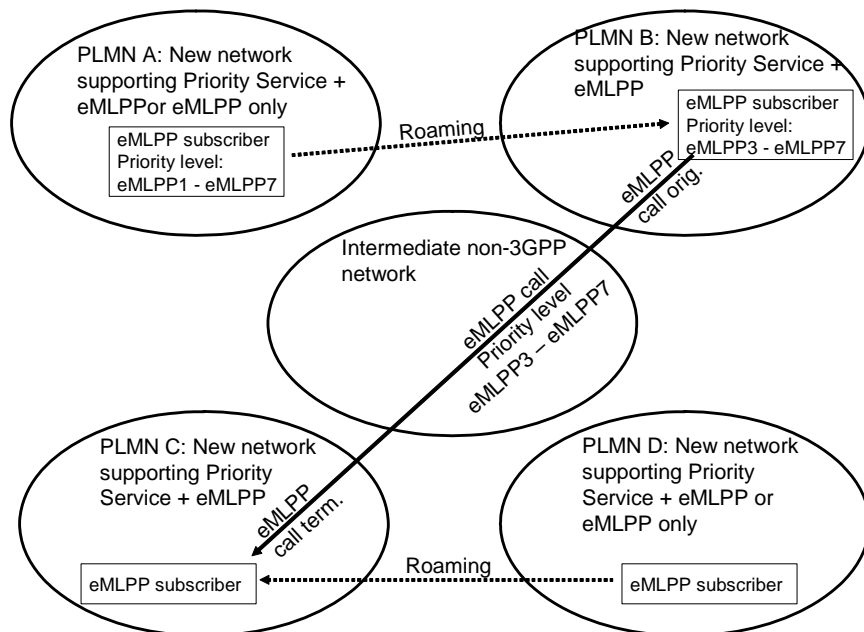 PLMN A: New network
supporting Priority Service +
eMLPPor eMLPP only
eMLPP subscriber
Priority level:
eMLPP1 - eMLPP7
Roaming
PLMN B: New network
supporting Priority Service +
eMLPP
eMLPP subscriber
Priority level:
eMLPP3 - eMLPP7
eMLPP
call orig.
Intermediate non-3GPP
network
eMLPP call
Priority level
eMLPP3 – eMLPP7
PLMN C: New network
supporting Priority
Service + eMLPP
eMLPP
call term.
eMLPP subscriber
Roaming
PLMN D: New network
supporting Priority
Service + eMLPP or
eMLPP only
eMLPP subscriber